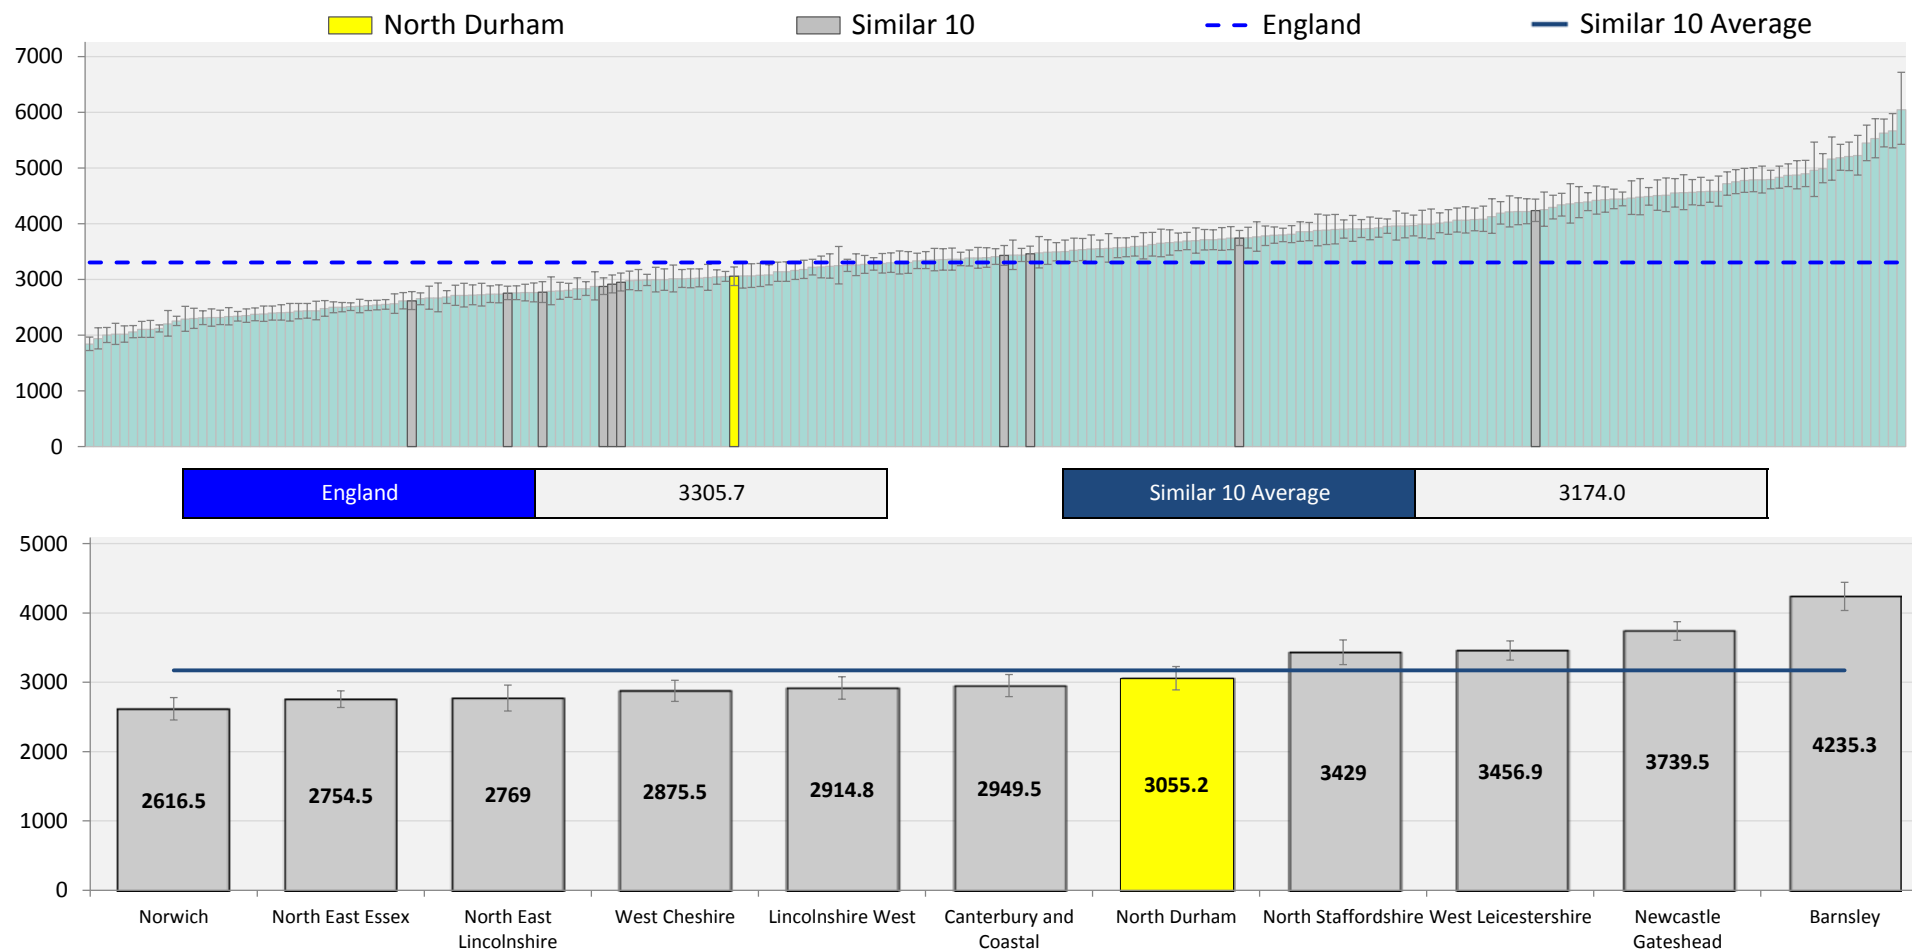 North Durham
Similar 10
England
Similar 10 Average
7000
6000
5000
4000
3000
2000
1000
0
England
3305.7
Similar 10 Average
3174.0
5000
4000
3000
2000
1000
0
2616.5
2754.5
2769
2875.5
2914.8
2949.5
3055.2
3429
3456.9
3739.5
4235.3
Norwich
North East Essex
North East
Lincolnshire
West Cheshire
Lincolnshire West
Canterbury and
Coastal
North Durham
North Staffordshire
West Leicestershire
Newcastle
Gateshead
Barnsley